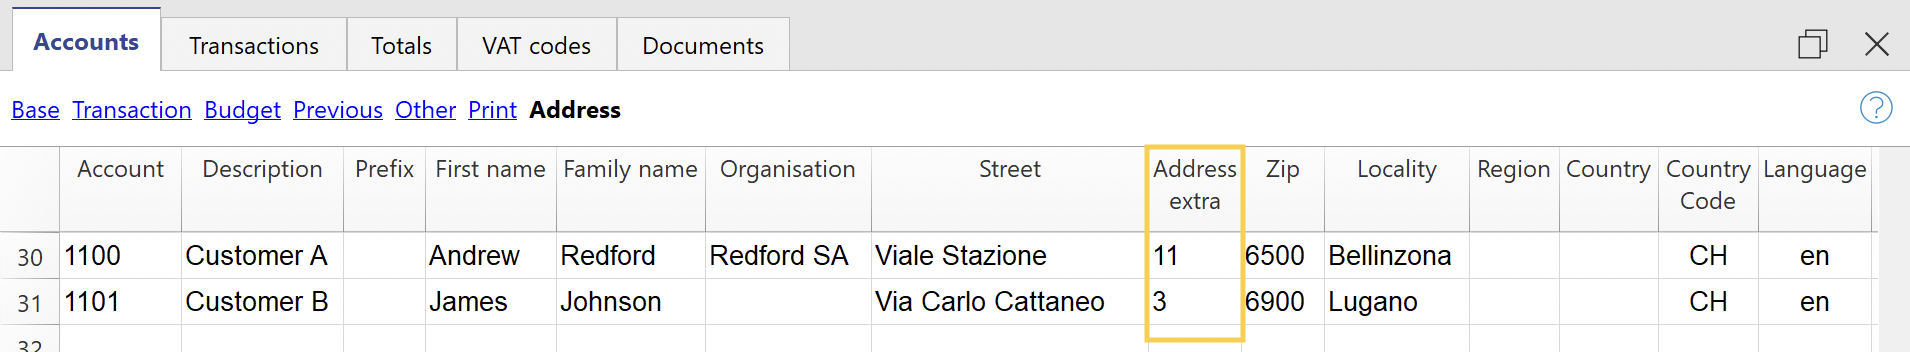 Accounts Transactions Totals VAT codes Documents
Base Transaction Budget Previous Other Print Address ?
Account Description Prefix First name Family name Organisation Street Address extra Zip Locality Region Country Country Code Language
30 1100 Customer A Andrew Redford Redford SA Viale Stazione 11 6500 Bellinzona CH en
31 1101 Customer B James Johnson Via Carlo Cattaneo 3 6900 Lugano CH en
32